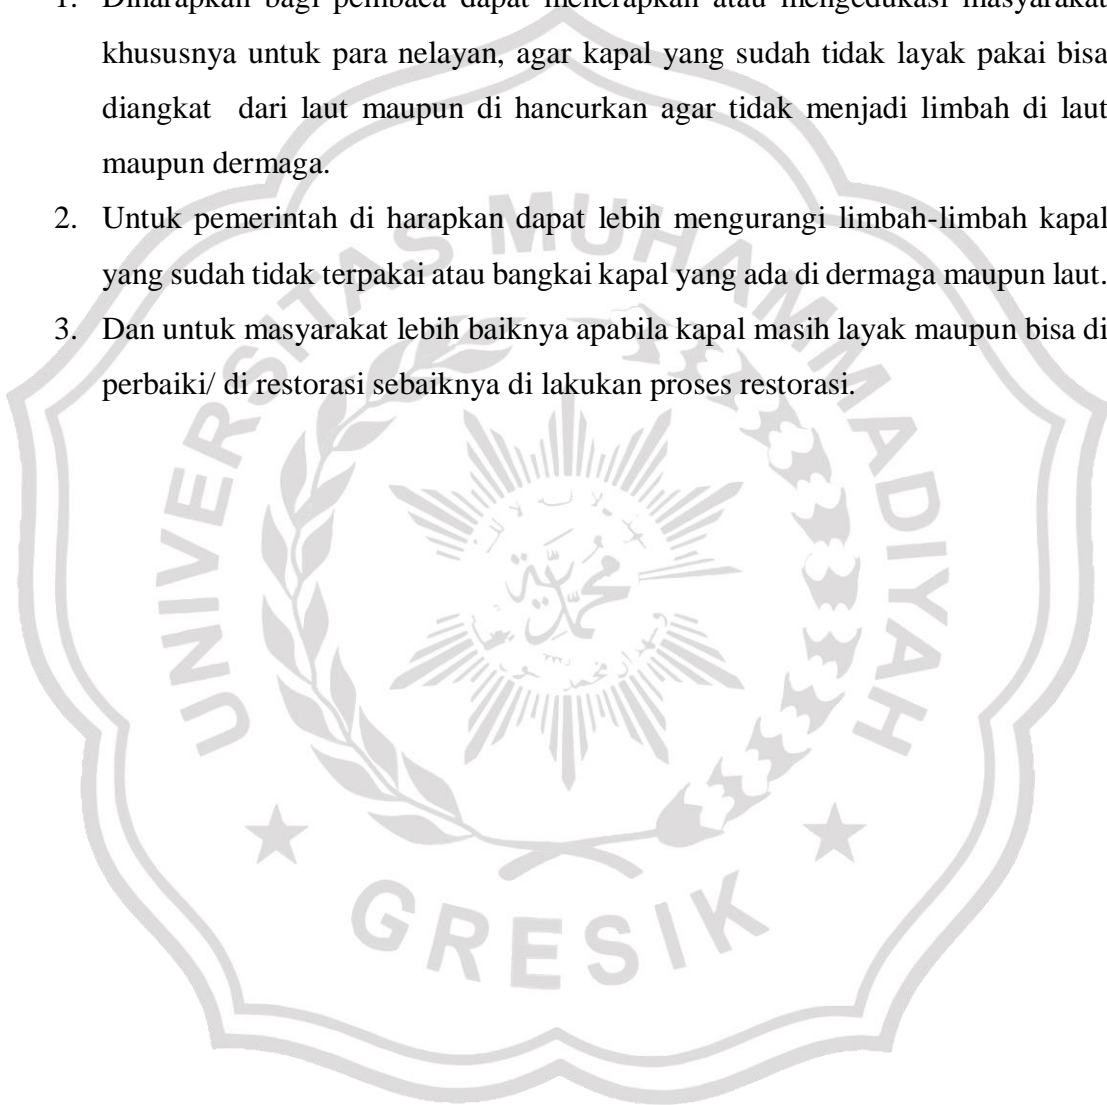 1. Diharapkan bagi pembaca dapat menerapkan atau mengedukasi masyarakat
khususnya untuk para nelayan, agar kapal yang sudah tidak layak pakai bisa
diangkat dari laut maupun di hancurkan agar tidak menjadi limbah di laut
maupun dermaga.
2. Untuk pemerintah di harapkan dapat lebih mengurangi limbah-limbah kapal
yang sudah tidak terpakai atau bangkai kapal yang ada di dermaga maupun laut.
3. Dan untuk masyarakat lebih baiknya apabila kapal masih layak maupun bisa di
perbaiki/ di restorasi sebaiknya di lakukan proses restorasi.
UNIVERSITAS MUHAMMADIYAH
محمدية
GRESIK